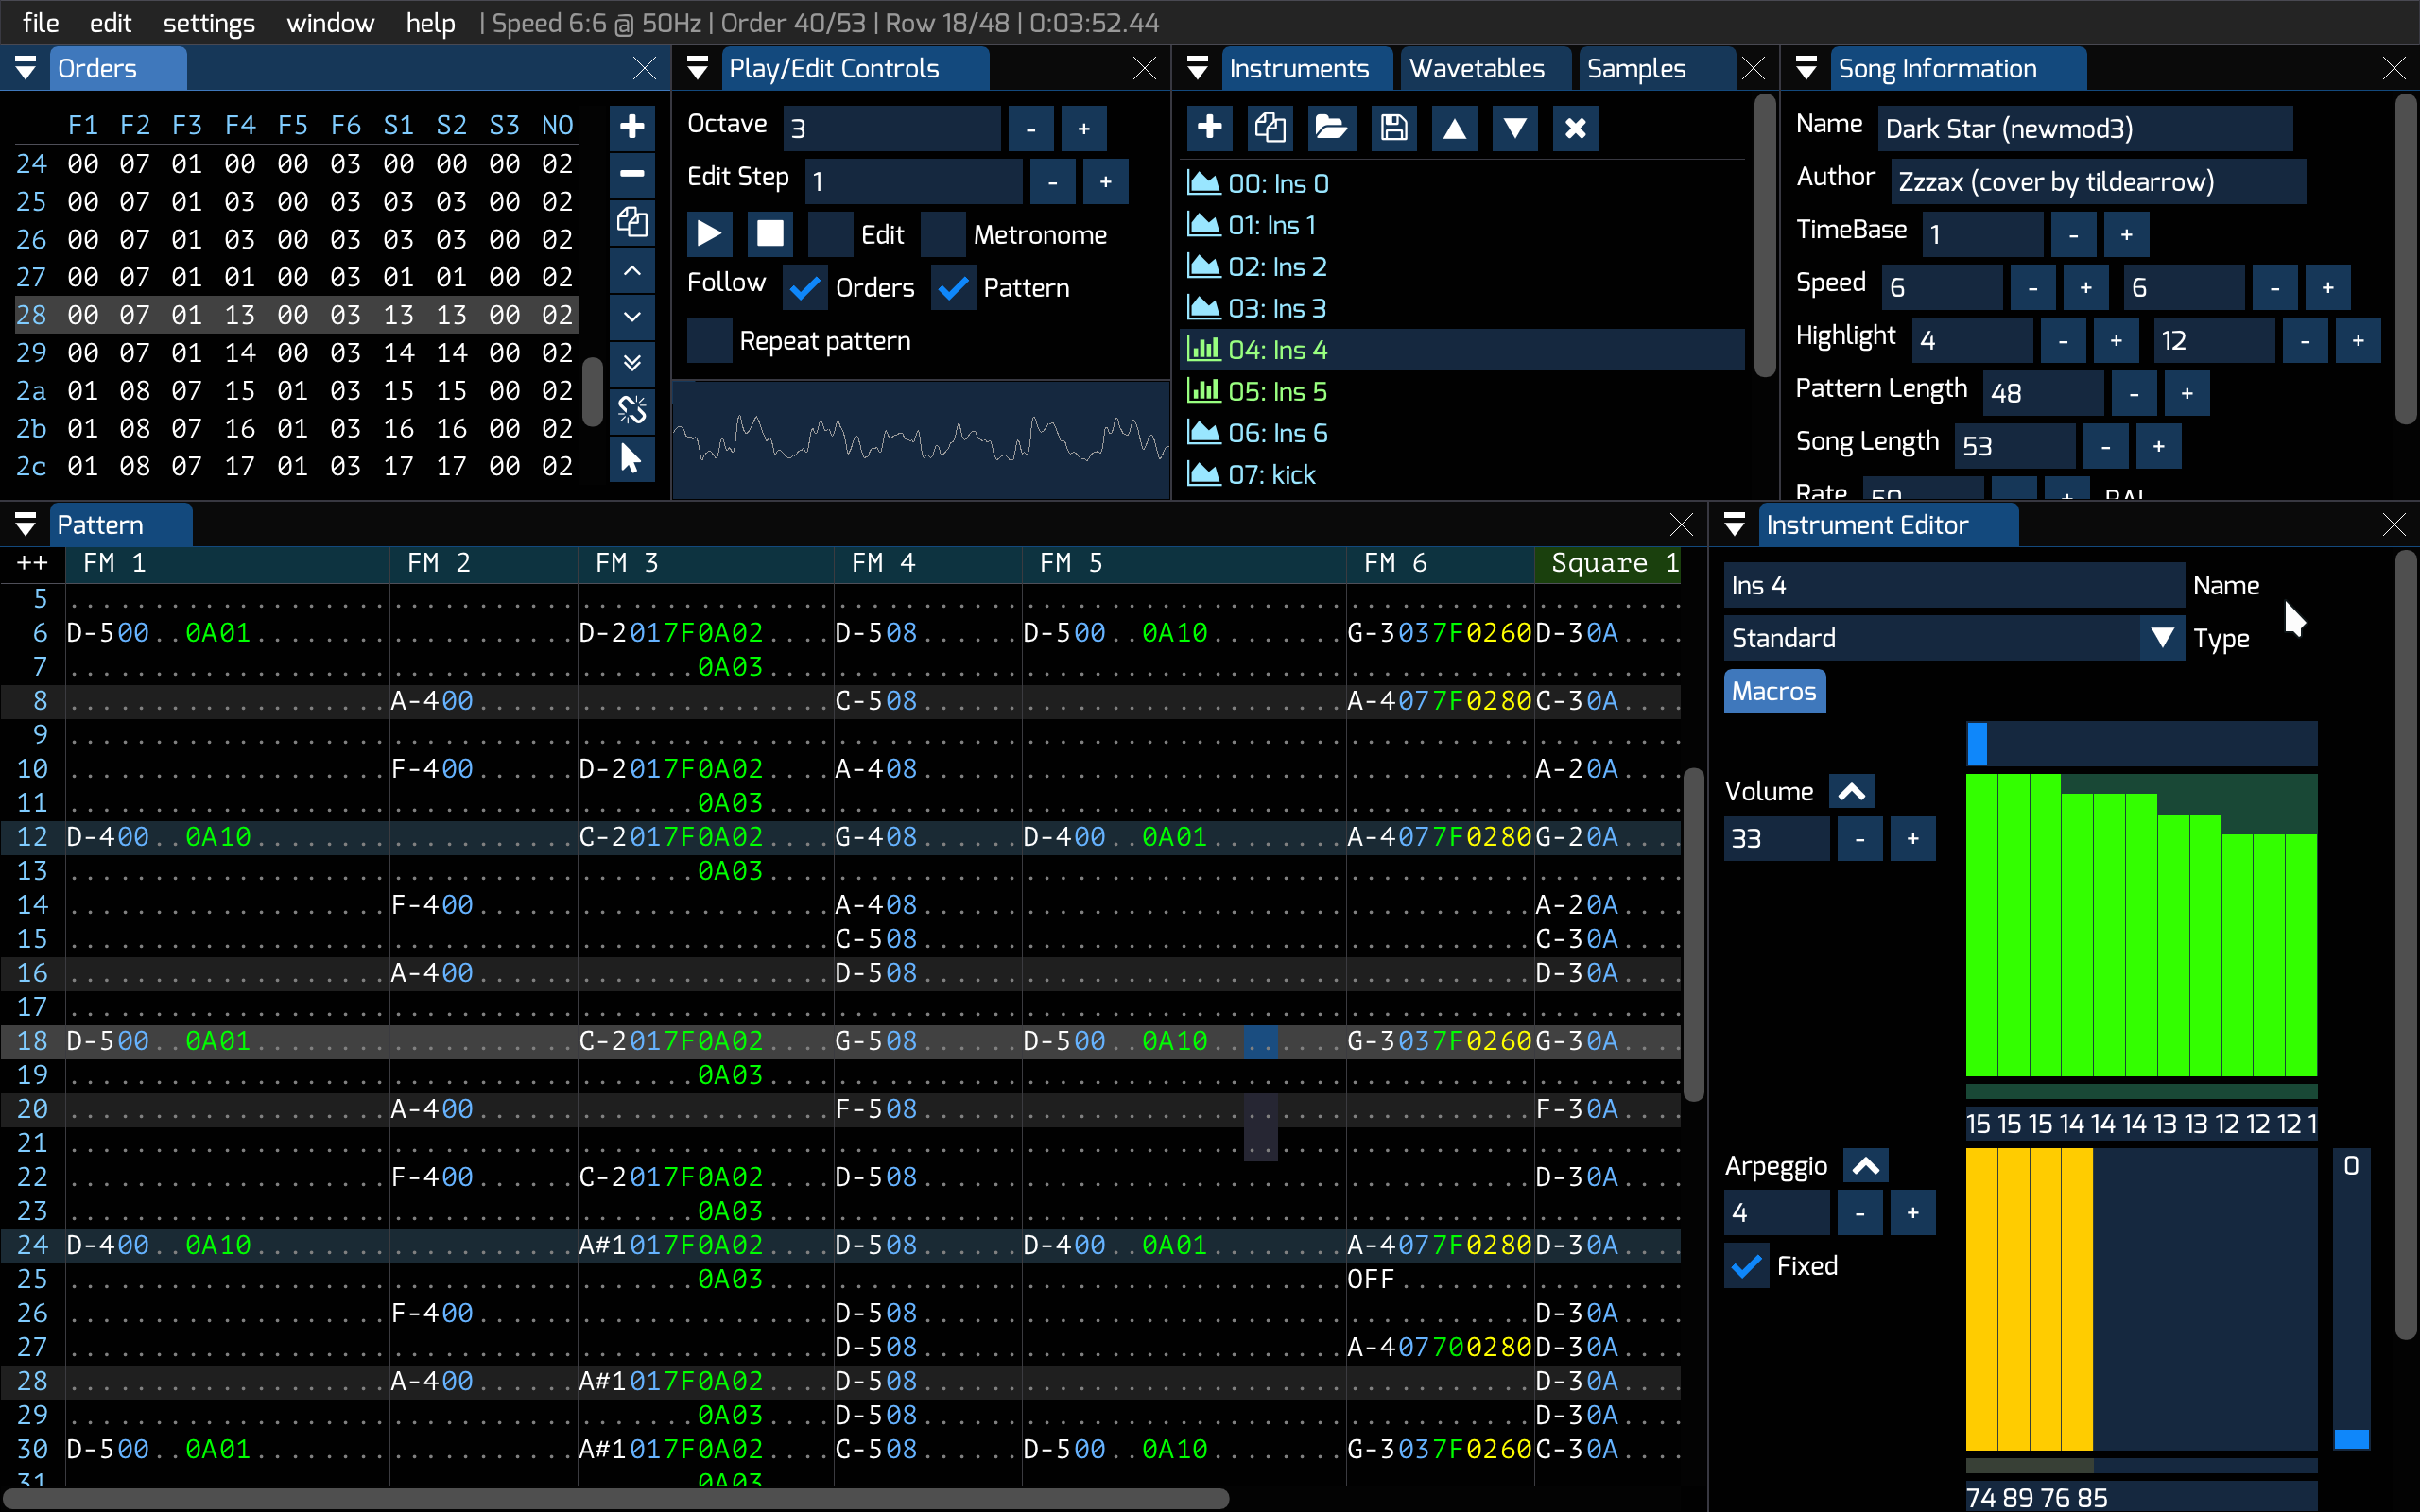 file edit settings window help | Speed 6:6 @ 50Hz | Order 40/53 | Row 18/48 | 0:03:52.44
Orders
F1 F2 F3 F4 F5 F6 S1 S2 S3 NO
24 00 07 01 00 00 03 00 00 00 02
25 00 07 01 03 00 03 03 03 00 02
26 00 07 01 03 00 03 03 03 00 02
27 00 07 01 01 00 03 01 01 00 02
28 00 07 01 13 00 03 13 13 00 02
29 00 07 01 14 00 03 14 14 00 02
2a 01 08 07 15 01 03 15 15 00 02
2b 01 08 07 16 01 03 16 16 00 02
2c 01 08 07 17 01 03 17 17 00 02
Play/Edit Controls
Octave 3 - +
Edit Step 1 - +
Edit Metronome
Follow Orders Pattern
Repeat pattern
Instruments Wavetables Samples
00: Ins 0
01: Ins 1
02: Ins 2
03: Ins 3
04: Ins 4
05: Ins 5
06: Ins 6
07: kick
Song Information
Name Dark Star (newmod3)
Author Zzzax (cover by tildearrow)
TimeBase 1 - +
Speed 6 - + 6 - +
Highlight 4 - + 12 - +
Pattern Length 48 - +
Song Length 53 - +
Rate 50 - + PAL
Pattern
++ FM 1 FM 2 FM 3 FM 4 FM 5 FM 6 Square 1
5
6 D-500..0A01 D-2017F0A02 D-508 D-500..0A10 G-3037F0260 D-30A
7 0A03
8 A-400 C-508 A-4077F0280 C-30A
9
10 F-400 D-2017F0A02 A-408 A-20A
11 0A03
12 D-400..0A10 C-2017F0A02 G-408 D-400..0A01 A-4077F0280 G-20A
13 0A03
14 F-400 A-408 A-20A
15 C-508 C-30A
16 A-400 D-508 D-30A
17
18 D-500..0A01 C-2017F0A02 G-508 D-500..0A10 G-3037F0260 G-30A
19 0A03
20 A-400 F-508 F-30A
21
22 F-400 C-2017F0A02 D-508 D-30A
23 0A03
24 D-400..0A10 A#1017F0A02 D-508 D-400..0A01 A-4077F0280 D-30A
25 0A03 OFF
26 F-400 D-508 D-30A
27 D-508 A-407700280 D-30A
28 A-400 A#1017F0A02 D-508 D-30A
29 0A03 D-508 D-30A
30 D-500..0A01 A#1017F0A02 C-508 D-500..0A10 G-3037F0260 C-30A
31 0A03
Instrument Editor
Ins 4 Name
Standard Type
Macros
Volume
33 - +
15 15 15 14 14 14 13 13 12 12 12 1
Arpeggio 0
4 - +
Fixed
74 89 76 85